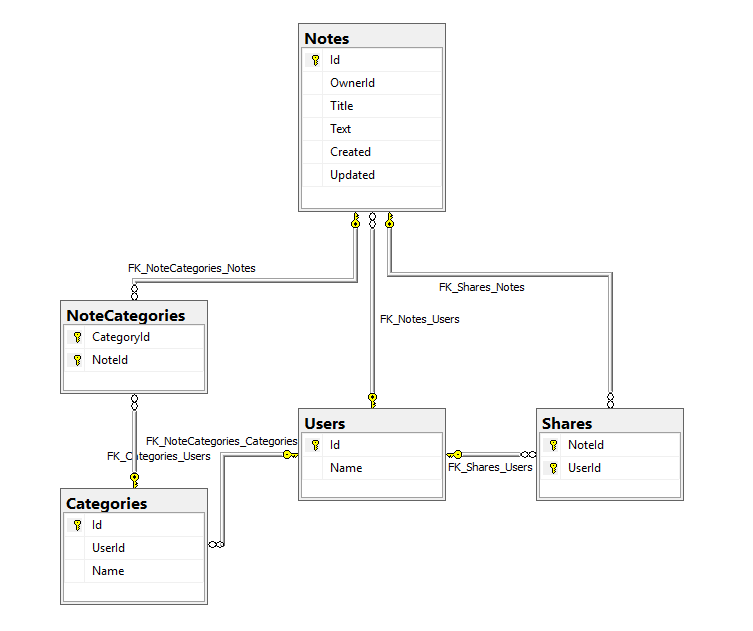 Notes
Id
OwnerId
Title
Text
Created
Updated
FK_NoteCategories_Notes
FK_Shares_Notes
FK_Notes_Users
NoteCategories
CategoryId
NoteId
Users
Id
Name
Shares
NoteId
UserId
FK_NoteCategories_Categories
FK_Categories_Users
FK_Shares_Users
Categories
Id
UserId
Name